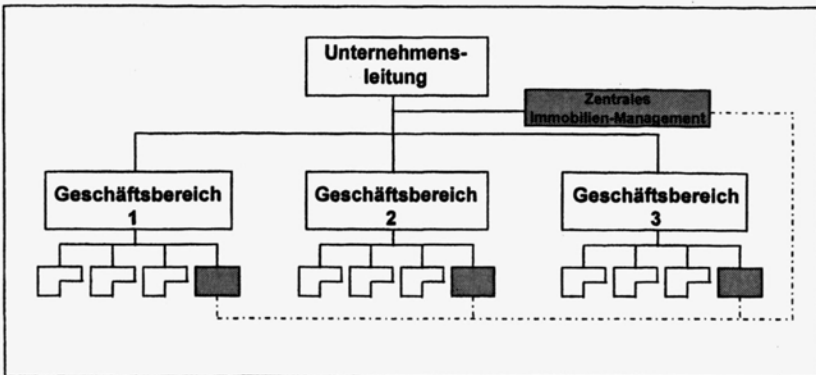 Unternehmens-
leitung
Zentrales
Immobilien-Management
Geschäftsbereich
1
Geschäftsbereich
2
Geschäftsbereich
3